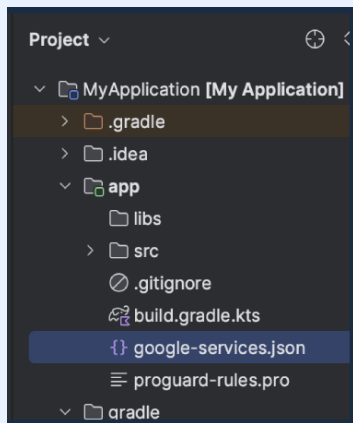 Project
MyApplication [My Application]
.gradle
.idea
app
libs
src
.gitignore
build.gradle.kts
{} google-services.json
proguard-rules.pro
gradle